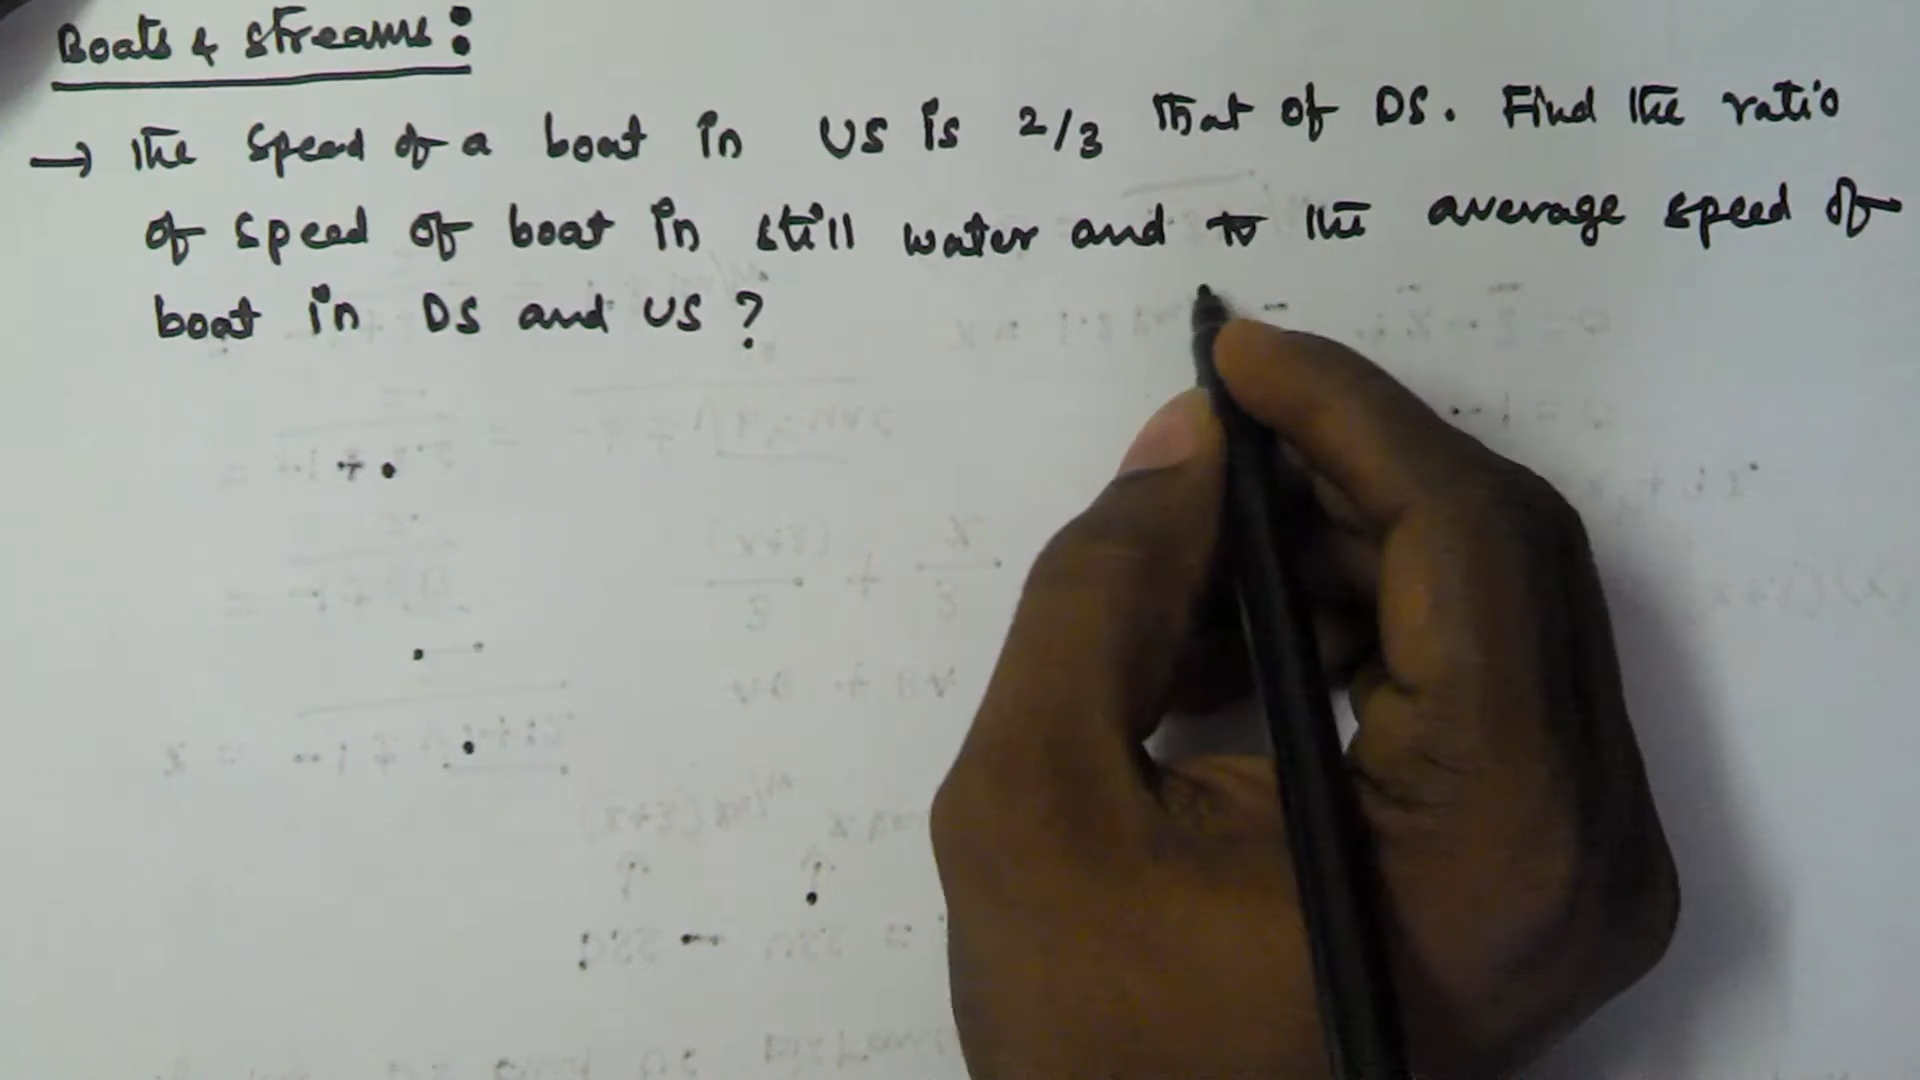 Boats & streams:
→ The speed of a boat in US is 2/3 that of DS. Find the ratio
of speed of boat in still water and to the average speed of
boat in DS and US ?